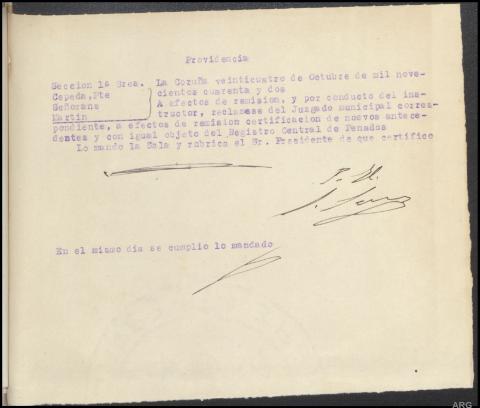 Providencia
Seccion 1ª Sres. La Coruña veinticuatro de Octubre de mil nove-
Cepeda,Pte cientos cuarenta y dos
Señorans A efectos de remision, y por conducto del ins-
Martin tructor, reclamese del Juzgado Municipal corres-
pondiente, a efectos de remision certificacion de nuevos antece-
dentes y con igual objeto del Registro Central de Penados
Lo mando la Sala y rubrica el Sr. Presidente de que certifico
En el mismo dia se cumplio lo mandado
ARG